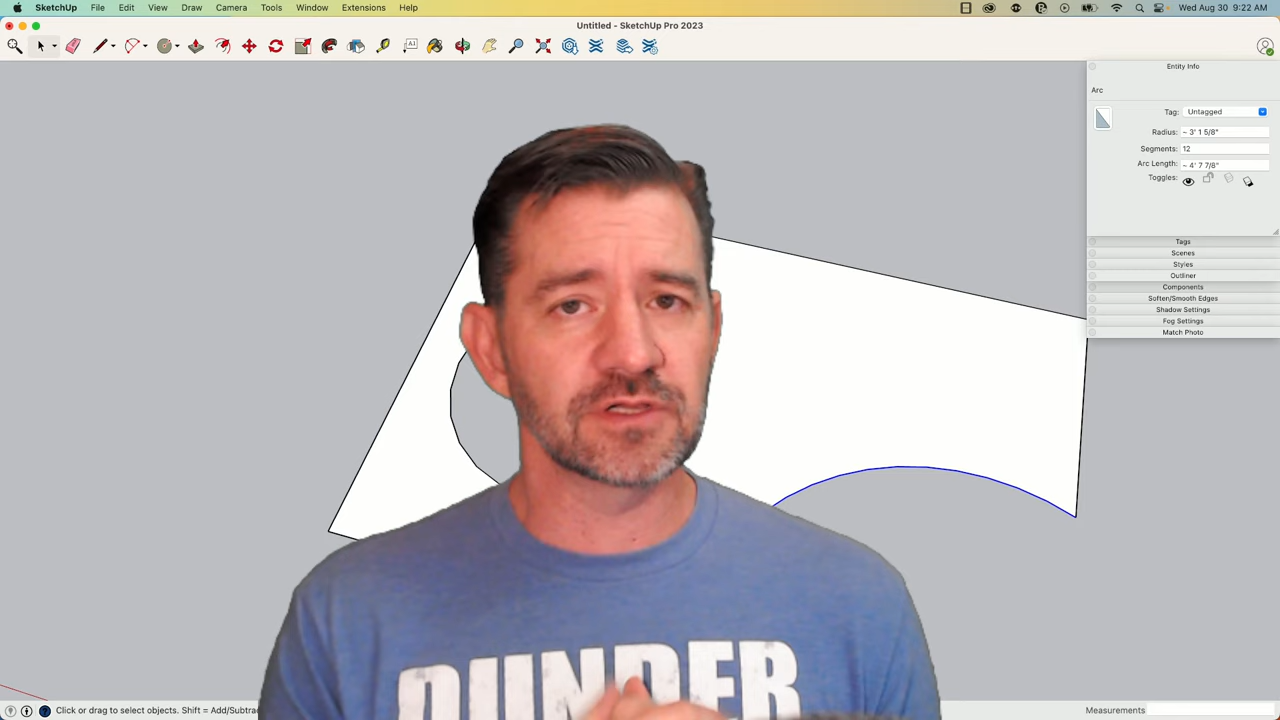 SketchUp File Edit View Draw Camera Tools Window Extensions Help Wed Aug 30 9:22 AM
Untitled - SketchUp Pro 2023
A1
Entity Info
Arc
Tag: Untagged
Radius: ~ 3' 1 5/8"
Segments: 12
Arc Length: ~ 4' 7 7/8"
Toggles:
Tags
Scenes
Styles
Outliner
Components
Soften/Smooth Edges
Shadow Settings
Fog Settings
Match Photo
Click or drag to select objects. Shift = Add/Subtra
Measurements